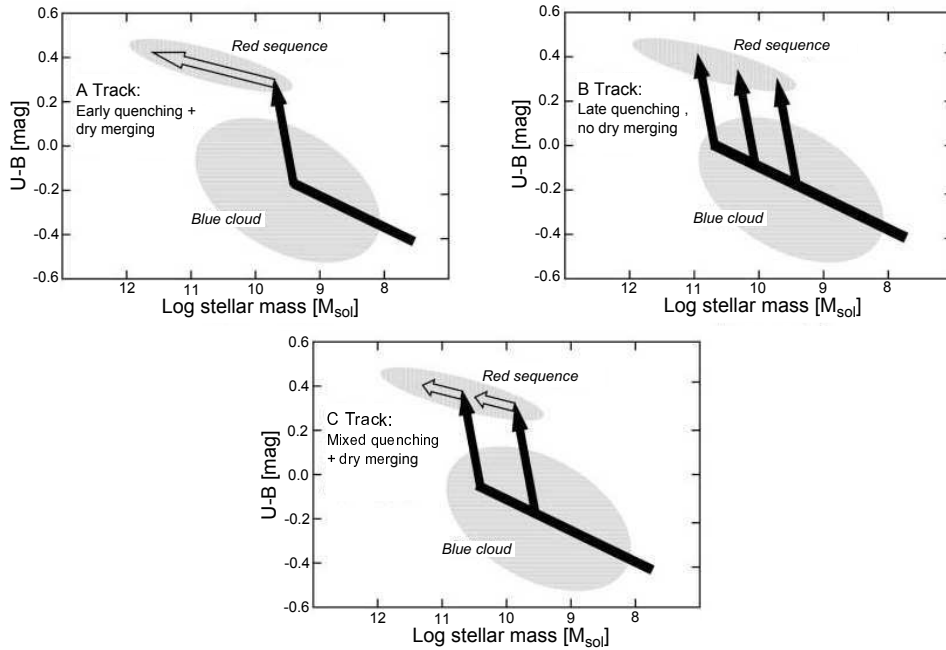 0.6
Red sequence
0.4
A Track:
Early quenching +
dry merging
0.2
U-B [mag]
0.0
-0.2
Blue cloud
-0.4
-0.6
12 11 10 9 8
Log stellar mass [Msol]
0.6
Red sequence
0.4
B Track:
Late quenching ,
no dry merging
0.2
U-B [mag]
0.0
-0.2
Blue cloud
-0.4
-0.6
12 11 10 9 8
Log stellar mass [Msol]
0.6
Red sequence
0.4
C Track:
Mixed quenching
+ dry merging
0.2
U-B [mag]
0.0
-0.2
Blue cloud
-0.4
-0.6
12 11 10 9 8
Log stellar mass [Msol]